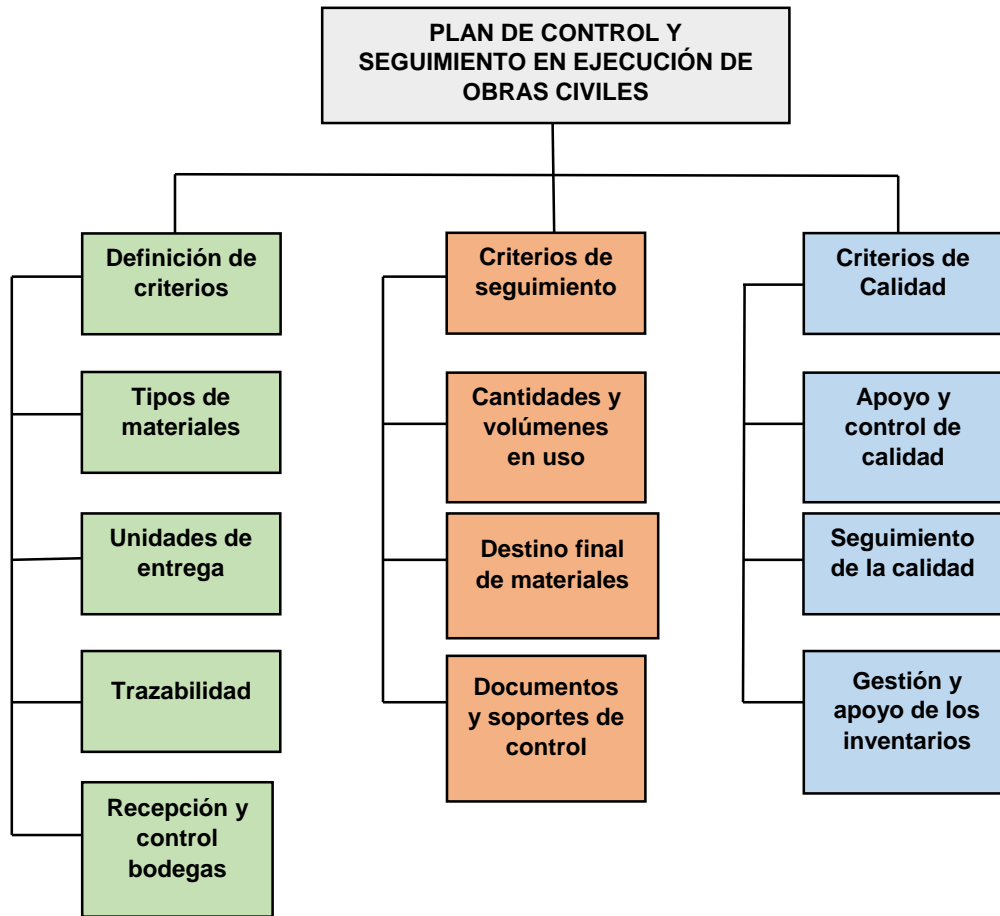 PLAN DE CONTROL Y
SEGUIMIENTO EN EJECUCIÓN DE
OBRAS CIVILES
Definición de
criterios
Tipos de
materiales
Unidades de
entrega
Trazabilidad
Recepción y
control
bodegas
Criterios de
seguimiento
Cantidades y
volúmenes
en uso
Destino final
de materiales
Documentos
y soportes de
control
Criterios de
Calidad
Apoyo y
control de
calidad
Seguimiento
de la calidad
Gestión y
apoyo de los
inventarios